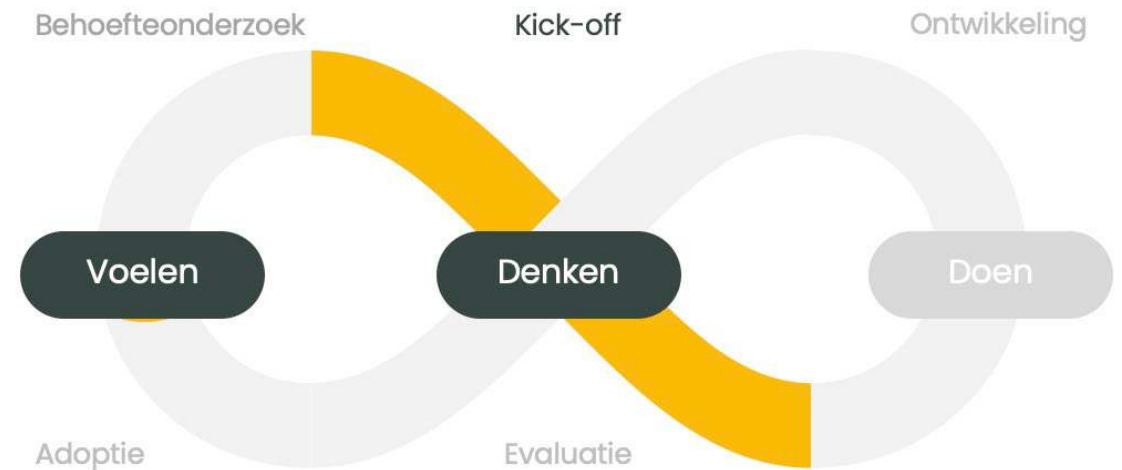 Behoefteonderzoek
Kick-off
Ontwikkeling
Voelen
Denken
Doen
Adoptie
Evaluatie